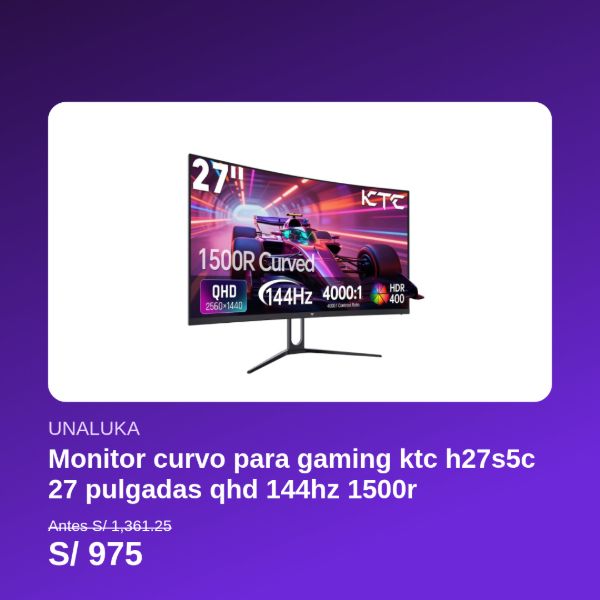 27"
KTC
1500R Curved
QHD
2560×1440
144Hz
4000:1
HDR
400
UNALUKA
Monitor curvo para gaming ktc h27s5c
27 pulgadas qhd 144hz 1500r
Antes S/ 1,361.25
S/ 975